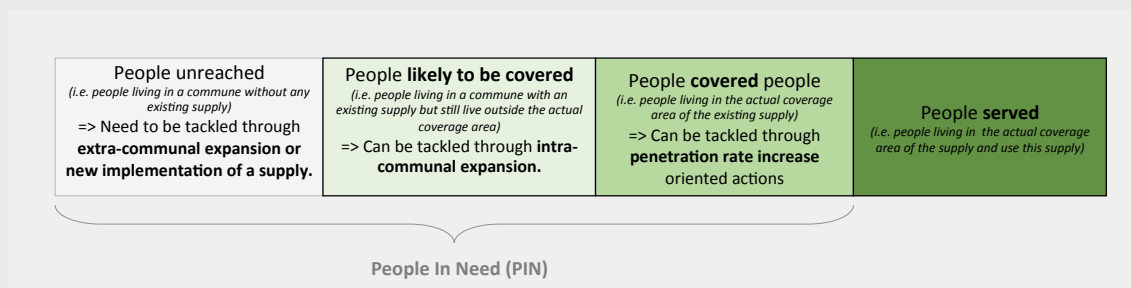 People unreached
(i.e. people living in a commune without any
existing supply)
=> Need to be tackled through
extra-communal expansion or
new implementation of a supply.
People likely to be covered
(i.e. people living in a commune with an
existing supply but still live outside the actual
coverage area)
=> Can be tackled through intra-
communal expansion.
People covered people
(i.e. people living in the actual coverage
area of the existing supply)
=> Can be tackled through
penetration rate increase
oriented actions
People served
(i.e. people living in the actual coverage
area of the supply and use this supply)
People In Need (PIN)